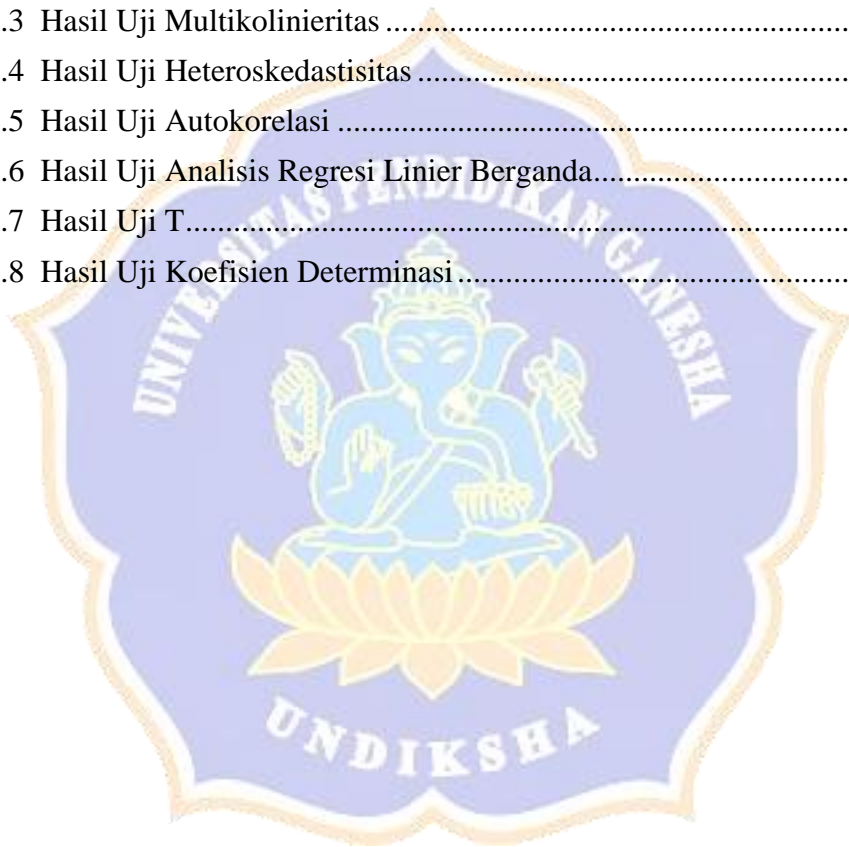 .3 Hasil Uji Multikolinieritas ...........................................................................
.4 Hasil Uji Heteroskedastisitas ......................................................................
.5 Hasil Uji Autokorelasi ..................................................................................
.6 Hasil Uji Analisis Regresi Linier Berganda..........................................
.7 Hasil Uji T.........................................................................................................
.8 Hasil Uji Koefisien Determinasi ...............................................................
UNIVERSITAS PENDIDIKAN GANESHA
UNDIKSHA